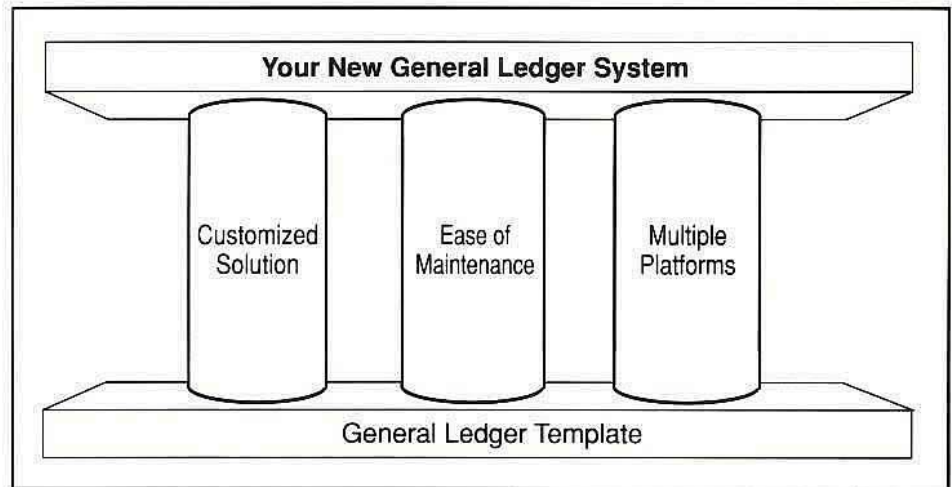 Your New General Ledger System
Customized
Solution
Ease of
Maintenance
Multiple
Platforms
General Ledger Template